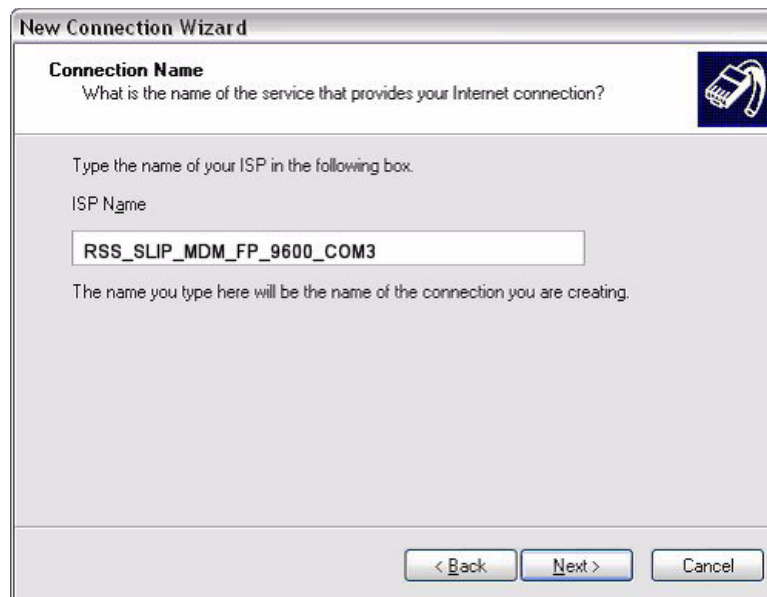 New Connection Wizard
Connection Name
What is the name of the service that provides your Internet connection?
Type the name of your ISP in the following box.
ISP Name
RSS_SLIP_MDM_FP_9600_COM3
The name you type here will be the name of the connection you are creating.
< Back Next > Cancel